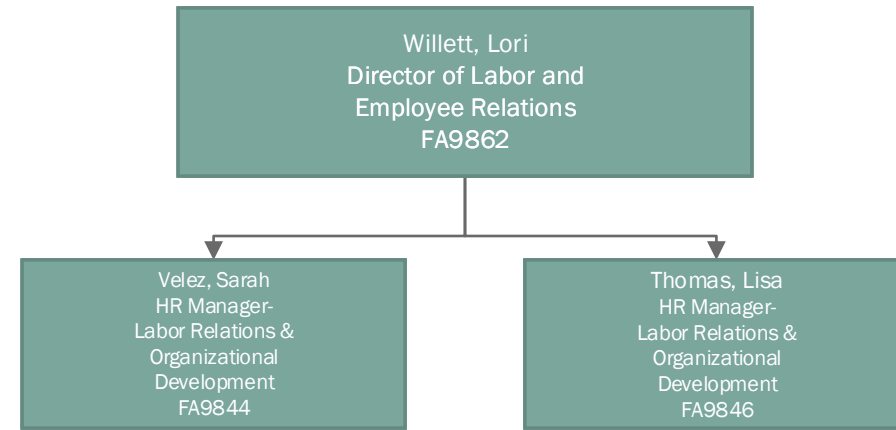 Willett, Lori
Director of Labor and
Employee Relations
FA9862
Velez, Sarah
HR Manager-
Labor Relations &
Organizational
Development
FA9844
Thomas, Lisa
HR Manager-
Labor Relations &
Organizational
Development
FA9846